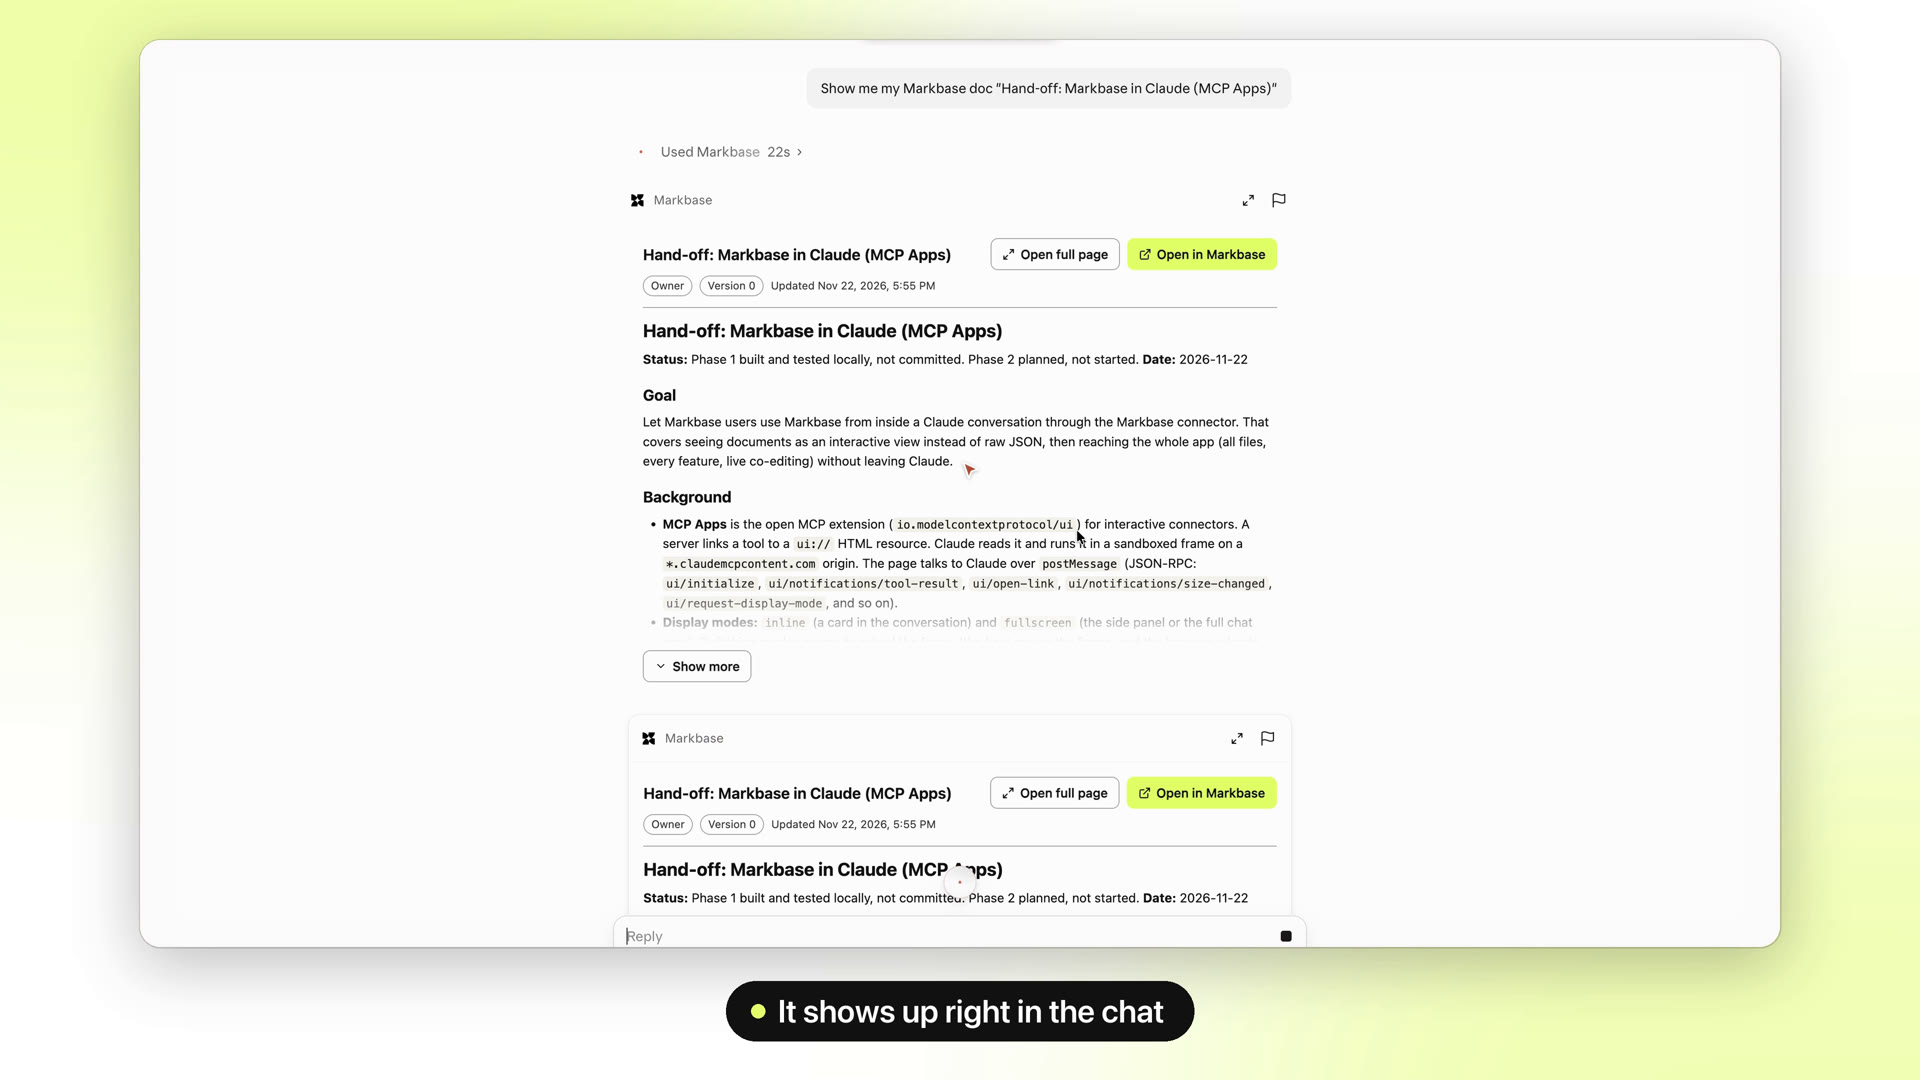 Show me my Markbase doc “Hand-off: Markbase in Claude (MCP Apps)”
Used Markbase 22s
Markbase
Hand-off: Markbase in Claude (MCP Apps)
Open full page
Open in Markbase
Owner
Version 0
Updated Nov 22, 2026, 5:55 PM
Hand-off: Markbase in Claude (MCP Apps)
Status: Phase 1 built and tested locally, not committed. Phase 2 planned, not started. Date: 2026-11-22
Goal
Let Markbase users use Markbase from inside a Claude conversation through the Markbase connector. That
covers seeing documents as an interactive view instead of raw JSON, then reaching the whole app (all files,
every feature, live co-editing) without leaving Claude.
Background
• MCP Apps is the open MCP extension ( io.modelcontextprotocol/ui ) for interactive connectors. A
server links a tool to a ui:// HTML resource. Claude reads it and runs it in a sandboxed frame on a
*.claudemcpcontent.com origin. The page talks to Claude over postMessage (JSON-RPC:
ui/initialize , ui/notifications/tool-result , ui/open-link , ui/notifications/size-changed ,
ui/request-display-mode , and so on).
• Display modes: inline (a card in the conversation) and fullscreen (the side panel or the full chat
Show more
Markbase
Hand-off: Markbase in Claude (MCP Apps)
Open full page
Open in Markbase
Owner
Version 0
Updated Nov 22, 2026, 5:55 PM
Hand-off: Markbase in Claude (MCP Apps)
Status: Phase 1 built and tested locally, not committed. Phase 2 planned, not started. Date: 2026-11-22
Reply
It shows up right in the chat